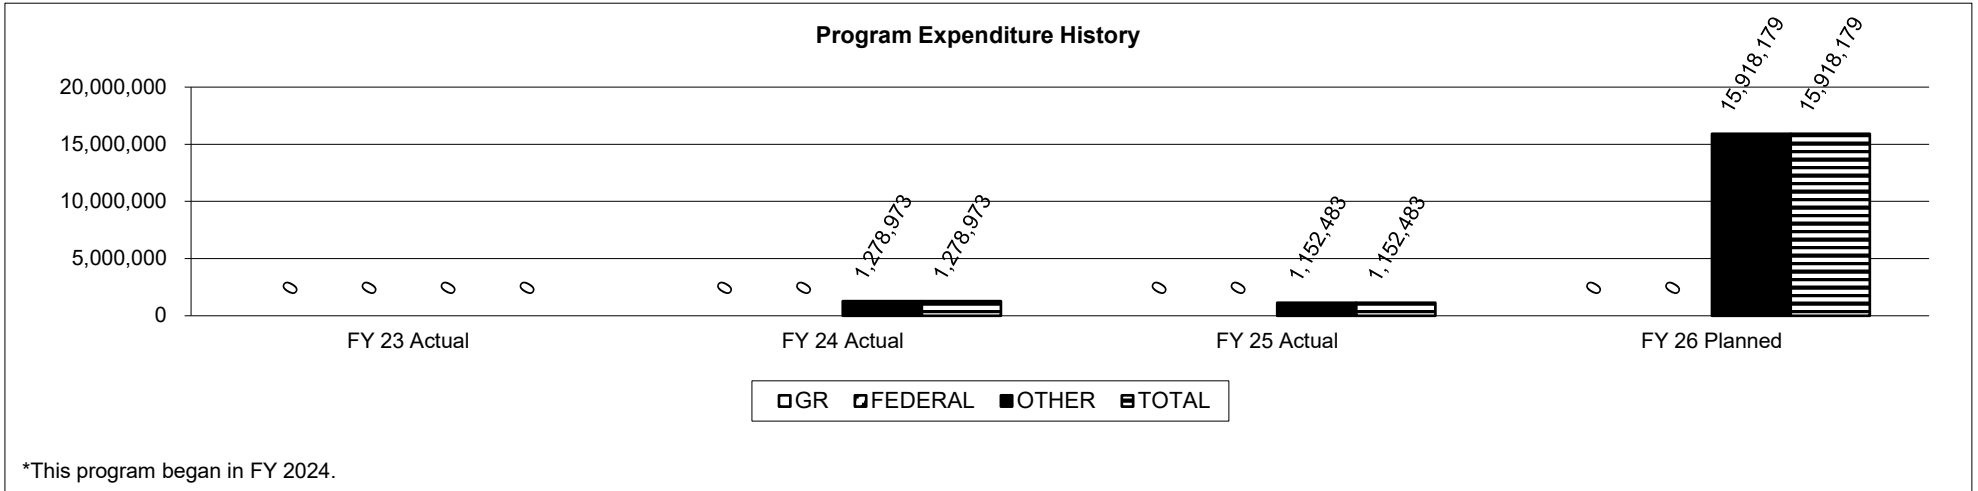 Program Expenditure History
20,000,000
15,000,000
10,000,000
5,000,000
0
0 0 0 0
0 0 1,278,973 1,278,973
0 0 1,152,483 1,152,483
0 0 15,918,179 15,918,179
FY 23 Actual FY 24 Actual FY 25 Actual FY 26 Planned
GR FEDERAL OTHER TOTAL
*This program began in FY 2024.